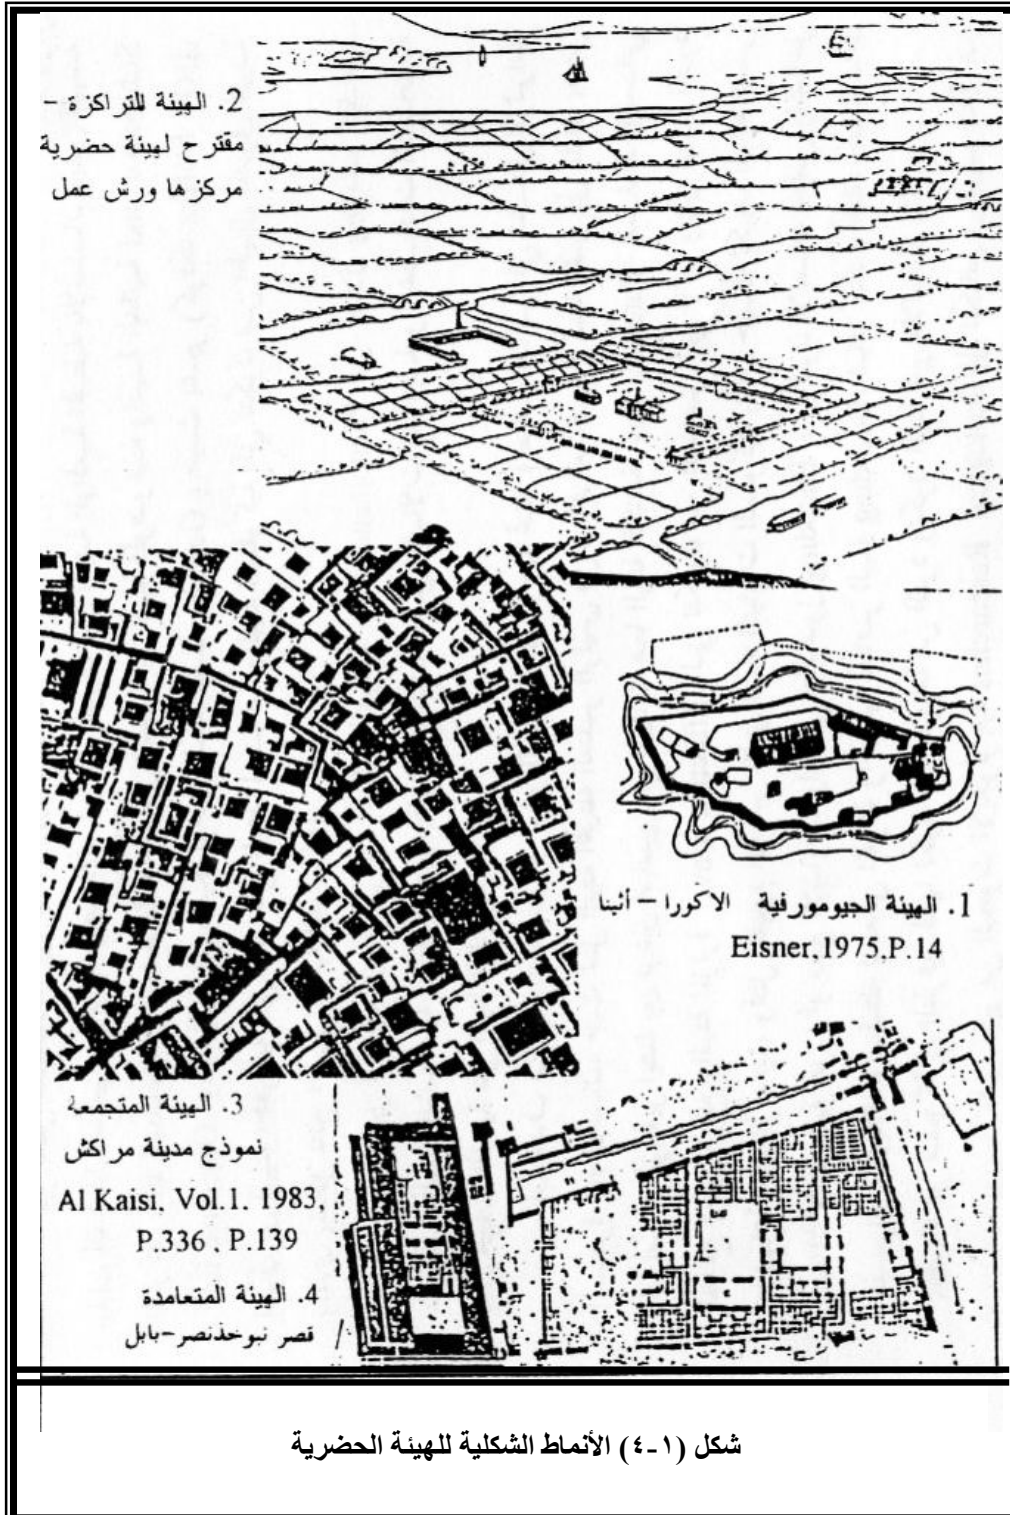 2. الهيئة للتراكزة –
مقترح لهيئة حضرية
مركزها ورش عمل
1. الهيئة الجيومورفية الاكورا – أثينا
Eisner,1975,P.14
3. الهيئة المتجمعة
نموذج مدينة مراكش
Al Kaisi, Vol.1. 1983,
P.336 , P.139
4. الهيئة المتعامدة
قصر نبوخذنصر-بابل
شكل (١-٤) الأنماط الشكلية للهيئة الحضرية